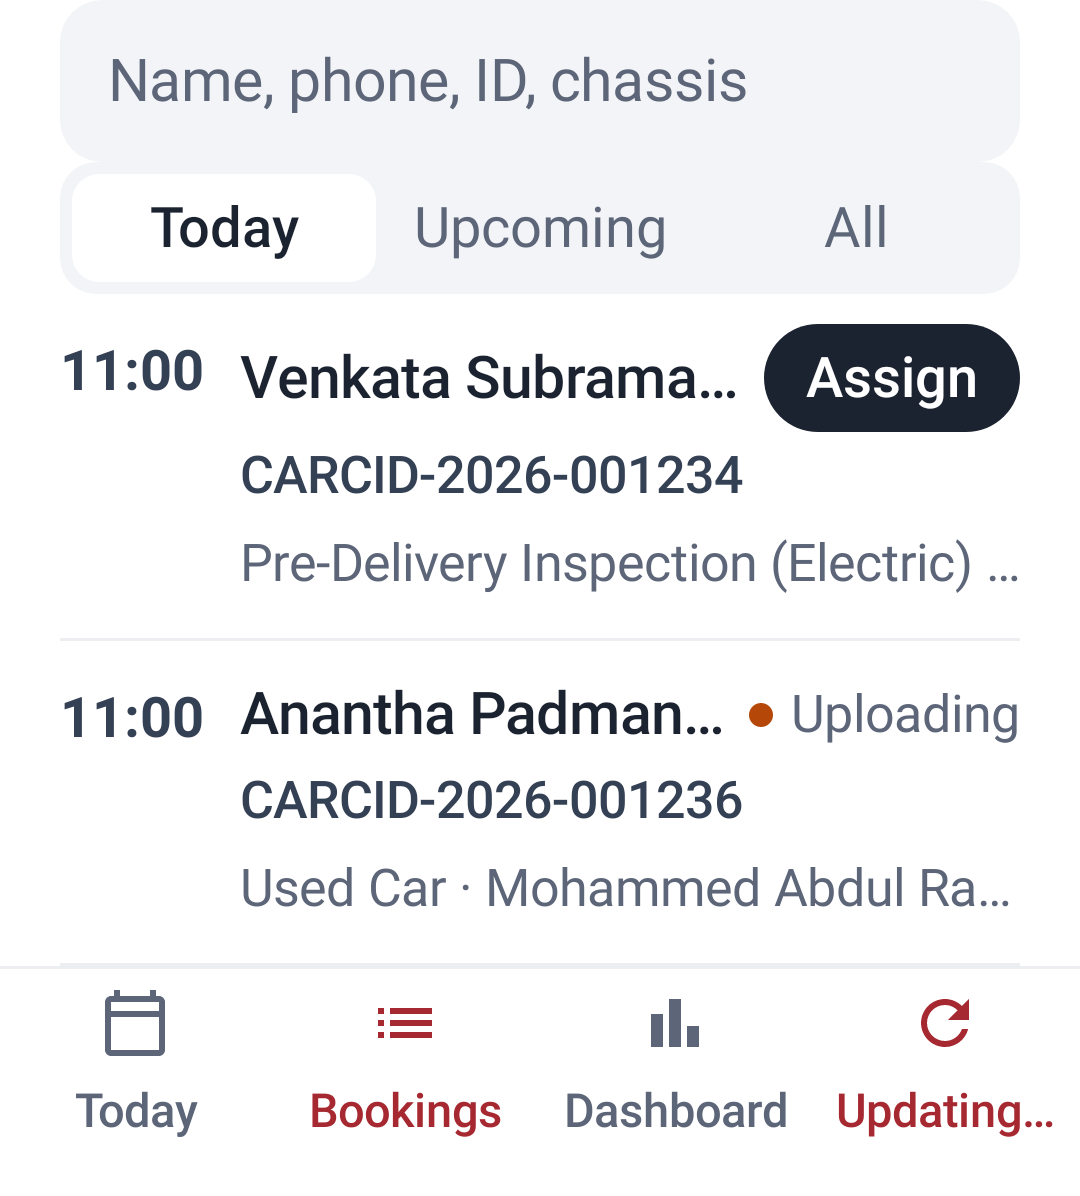 Name, phone, ID, chassis
Today Upcoming All
11:00 Venkata Subrama... Assign
CARCID-2026-001234
Pre-Delivery Inspection (Electric) ...
11:00 Anantha Padman... Uploading
CARCID-2026-001236
Used Car · Mohammed Abdul Ra...
Today Bookings Dashboard Updating...